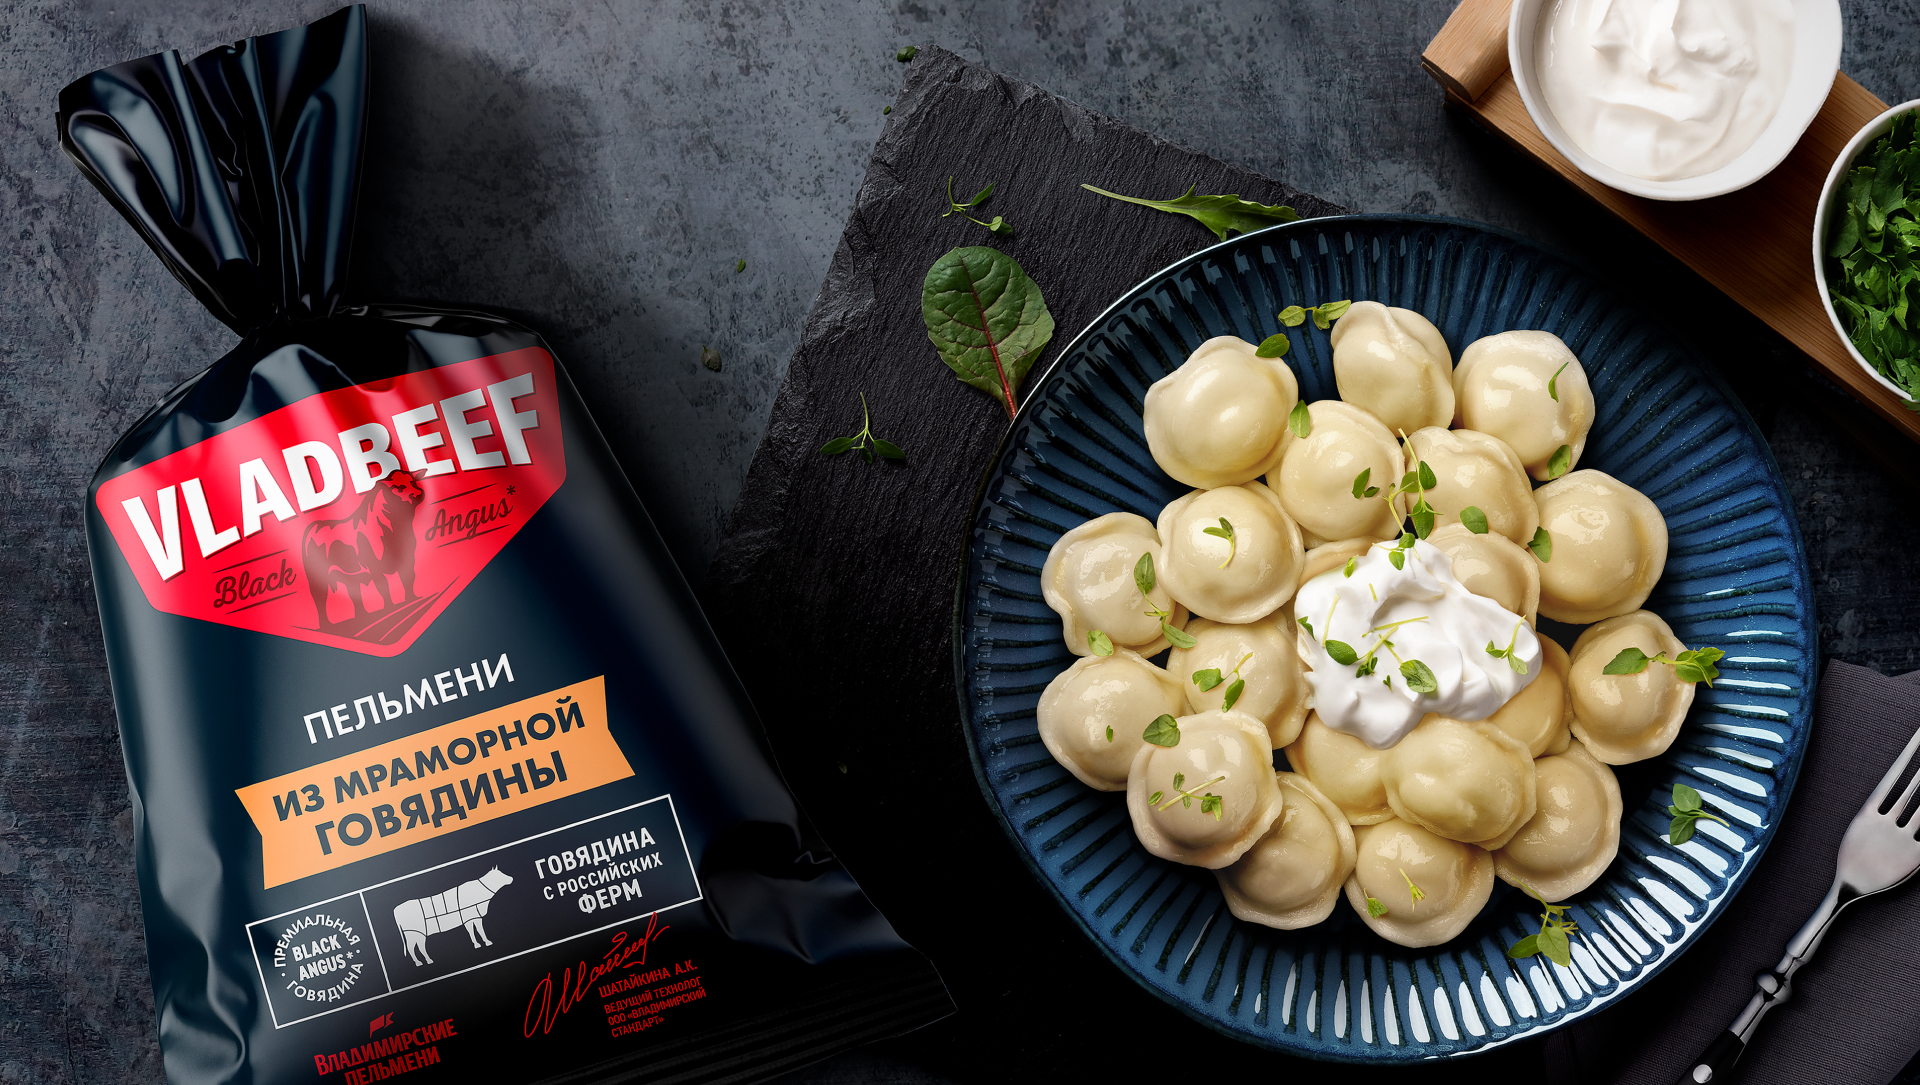 VLADBEEF
Black Angus*
ПЕЛЬМЕНИ
ИЗ МРАМОРНОЙ
ГОВЯДИНЫ
ПРЕМИАЛЬНАЯ
BLACK
ANGUS*
ГОВЯДИНА
ГОВЯДИНА
С РОССИЙСКИХ
ФЕРМ
ШАТАЙКИНА А.К.
ВЕДУЩИЙ ТЕХНОЛОГ
ООО «ВЛАДИМИРСКИЙ
СТАНДАРТ»
ВЛАДИМИРСКИЕ
ПЕЛЬМЕНИ